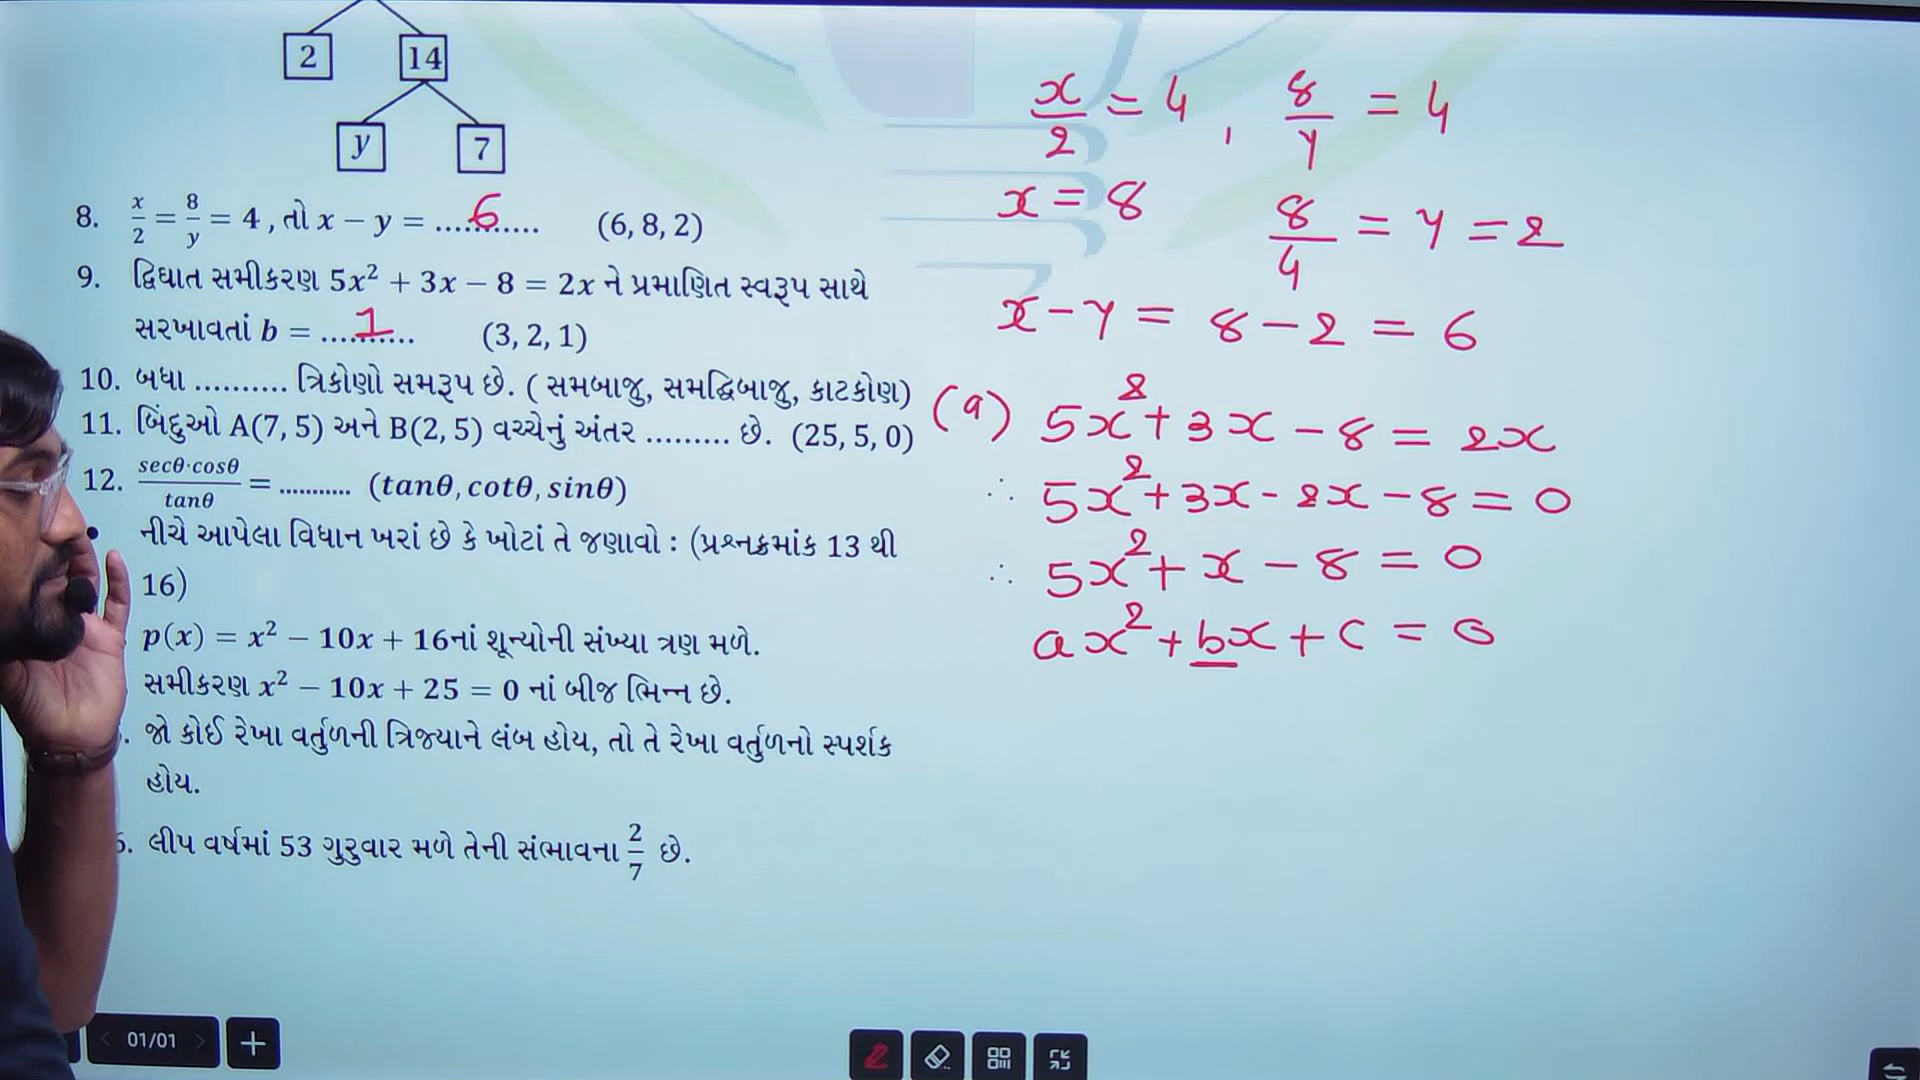 2 14
y 7
8. x/2 = 8/y = 4 , તો x − y = ....6....... (6, 8, 2)
9. દ્વિઘાત સમીકરણ 5x² + 3x − 8 = 2x ને પ્રમાણિત સ્વરૂપ સાથે
સરખાવતાં b = ....1..... (3, 2, 1)
10. બધા .......... ત્રિકોણો સમરૂપ છે. ( સમબાજુ, સમદ્વિબાજુ, કાટકોણ)
11. બિંદુઓ A(7, 5) અને B(2, 5) વચ્ચેનું અંતર ......... છે. (25, 5, 0)
12. secθ·cosθ/tanθ = ........... (tanθ, cotθ, sinθ)
• નીચે આપેલા વિધાન ખરાં છે કે ખોટાં તે જણાવો : (પ્રશ્નક્રમાંક 13 થી
16)
p(x) = x² − 10x + 16નાં શૂન્યોની સંખ્યા ત્રણ મળે.
સમીકરણ x² − 10x + 25 = 0 નાં બીજ ભિન્ન છે.
. જો કોઈ રેખા વર્તુળની ત્રિજ્યાને લંબ હોય, તો તે રેખા વર્તુળનો સ્પર્શક
હોય.
6. લીપ વર્ષમાં 53 ગુરુવાર મળે તેની સંભાવના 2/7 છે.
x/2 = 4 , 8/y = 4
x = 8 8/4 = y = 2
x − y = 8 − 2 = 6
(9) 5x² + 3x − 8 = 2x
∴ 5x² + 3x − 2x − 8 = 0
∴ 5x² + x − 8 = 0
ax² + bx + c = 0
01/01